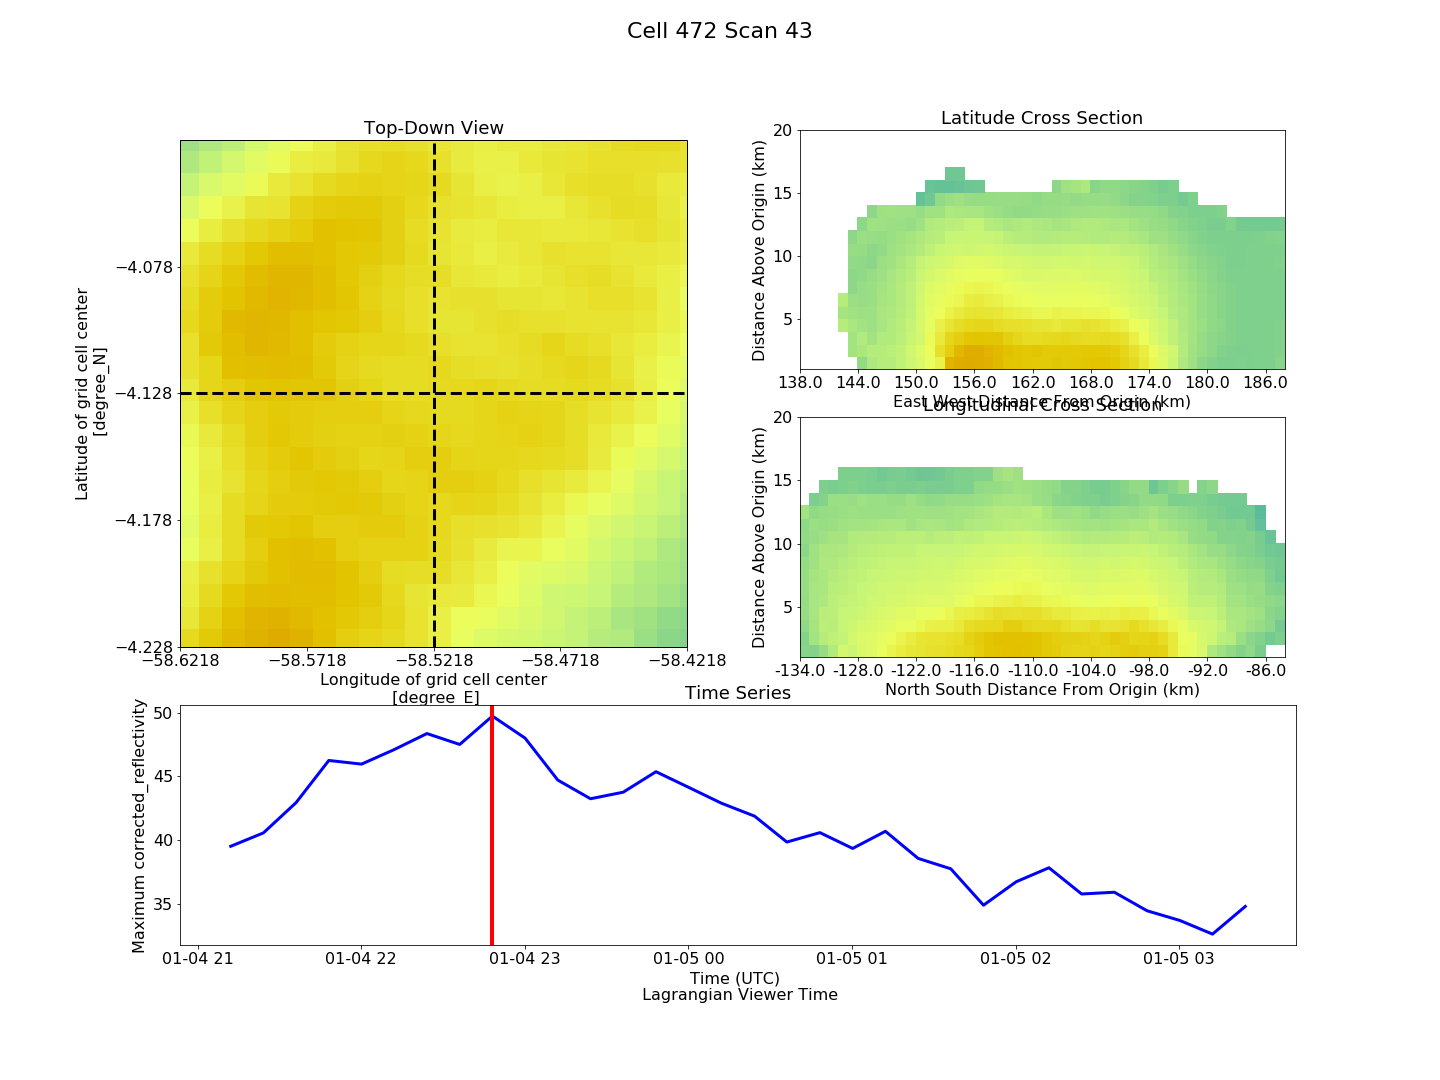 Cell 472 Scan 43
Top-Down View
−4.078
−4.128
−4.178
−4.228
Latitude of grid cell center
[degree_N]
−58.6218 −58.5718 −58.5218 −58.4718 −58.4218
Longitude of grid cell center
[degree_E]
Latitude Cross Section
20
15
10
5
Distance Above Origin (km)
138.0 144.0 150.0 156.0 162.0 168.0 174.0 180.0 186.0
East West Distance From Origin (km)
Longitudinal Cross Section
20
15
10
5
Distance Above Origin (km)
-134.0 -128.0 -122.0 -116.0 -110.0 -104.0 -98.0 -92.0 -86.0
North South Distance From Origin (km)
Time Series
50
45
40
35
Maximum corrected_reflectivity
01-04 21 01-04 22 01-04 23 01-05 00 01-05 01 01-05 02 01-05 03
Time (UTC)
Lagrangian Viewer Time